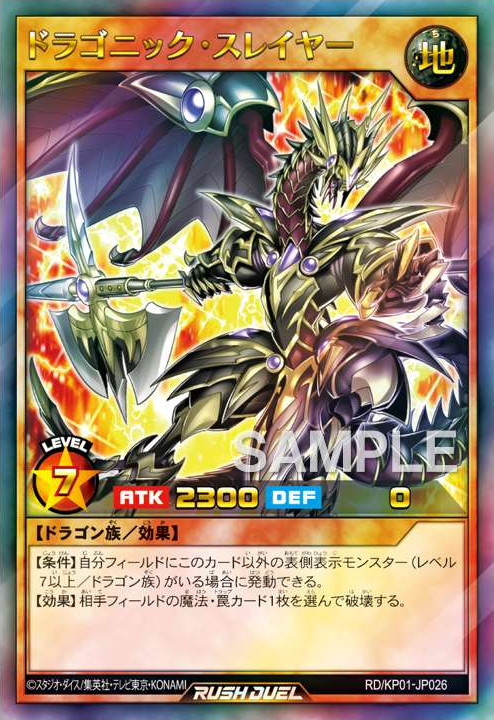 ドラゴニック・スレイヤー
ち
地
SAMPLE
LEVEL
7
ATK 2300 DEF 0
【ドラゴン族／効果】
【条件】自分フィールドにこのカード以外の表側表示モンスター（レベル
7以上／ドラゴン族）がいる場合に発動できる。
【効果】相手フィールドの魔法・罠カード1枚を選んで破壊する。
©スタジオ・ダイス/集英社・テレビ東京・KONAMI
RUSH DUEL
RD/KP01-JP026